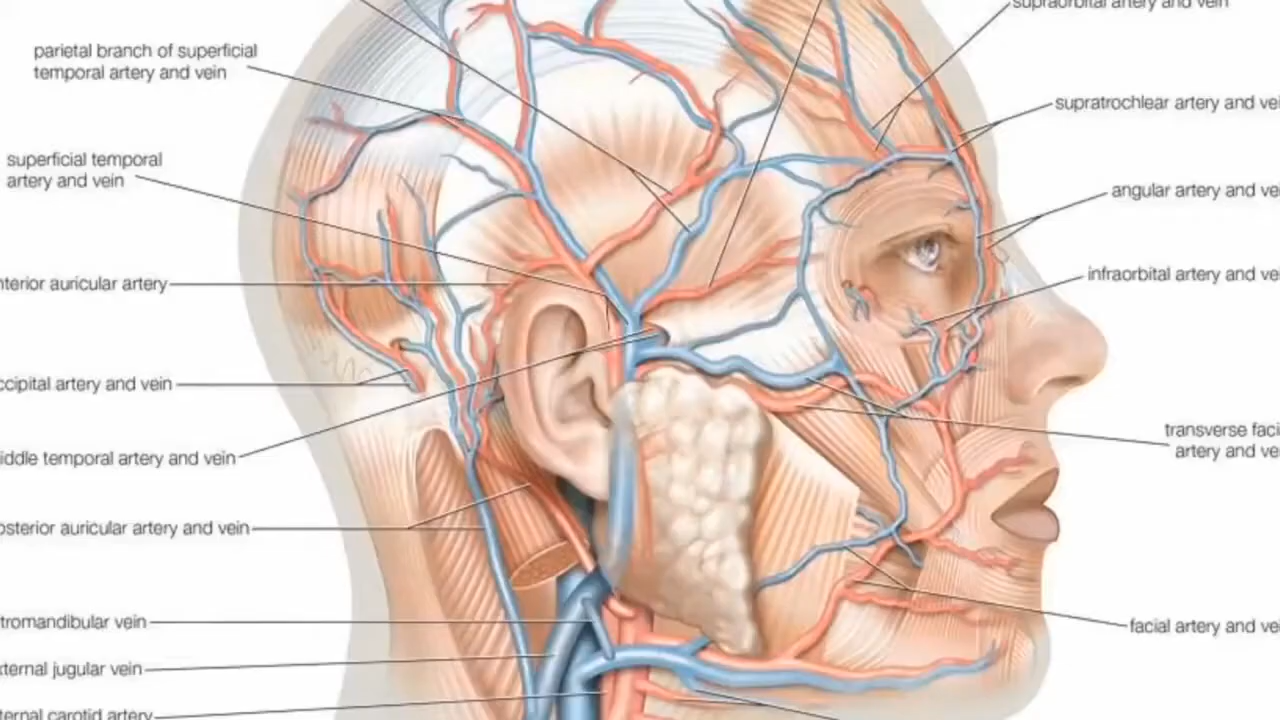 supraorbital artery and vein
parietal branch of superficial
temporal artery and vein
supratrochlear artery and vei
superficial temporal
artery and vein
angular artery and ve
infraorbital artery and ve
nterior auricular artery
ccipital artery and vein
transverse faci
artery and ve
iddle temporal artery and vein
osterior auricular artery and vein
tromandibular vein
facial artery and ve
xternal jugular vein
ternal carotid artery